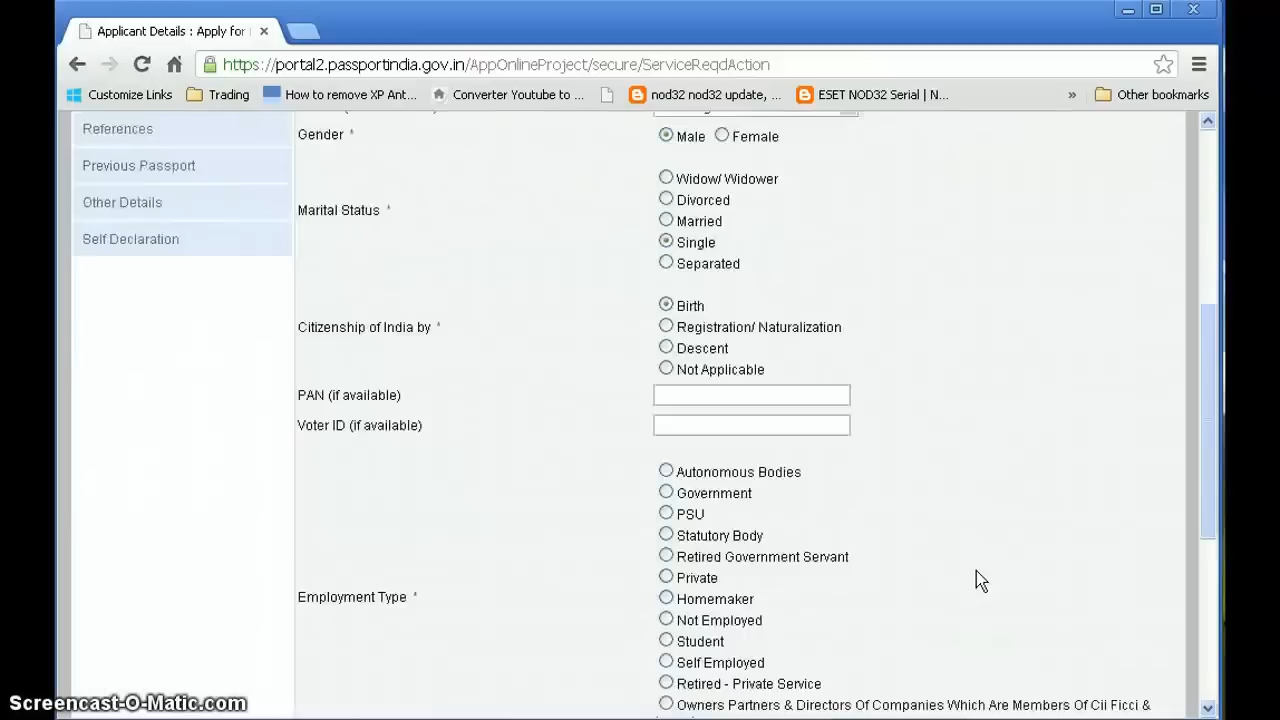 Applicant Details : Apply for
https://portal2.passportindia.gov.in/AppOnlineProject/secure/ServiceReqdAction
Customize Links Trading How to remove XP Ant... Converter Youtube to ... nod32 nod32 update, ... ESET NOD32 Serial | N... » Other bookmarks
References
Previous Passport
Other Details
Self Declaration
Gender *
Male Female
Marital Status *
Widow/ Widower
Divorced
Married
Single
Separated
Citizenship of India by *
Birth
Registration/ Naturalization
Descent
Not Applicable
PAN (if available)
Voter ID (if available)
Employment Type *
Autonomous Bodies
Government
PSU
Statutory Body
Retired Government Servant
Private
Homemaker
Not Employed
Student
Self Employed
Retired - Private Service
Owners Partners & Directors Of Companies Which Are Members Of Cii Ficci &
Screencast-O-Matic.com